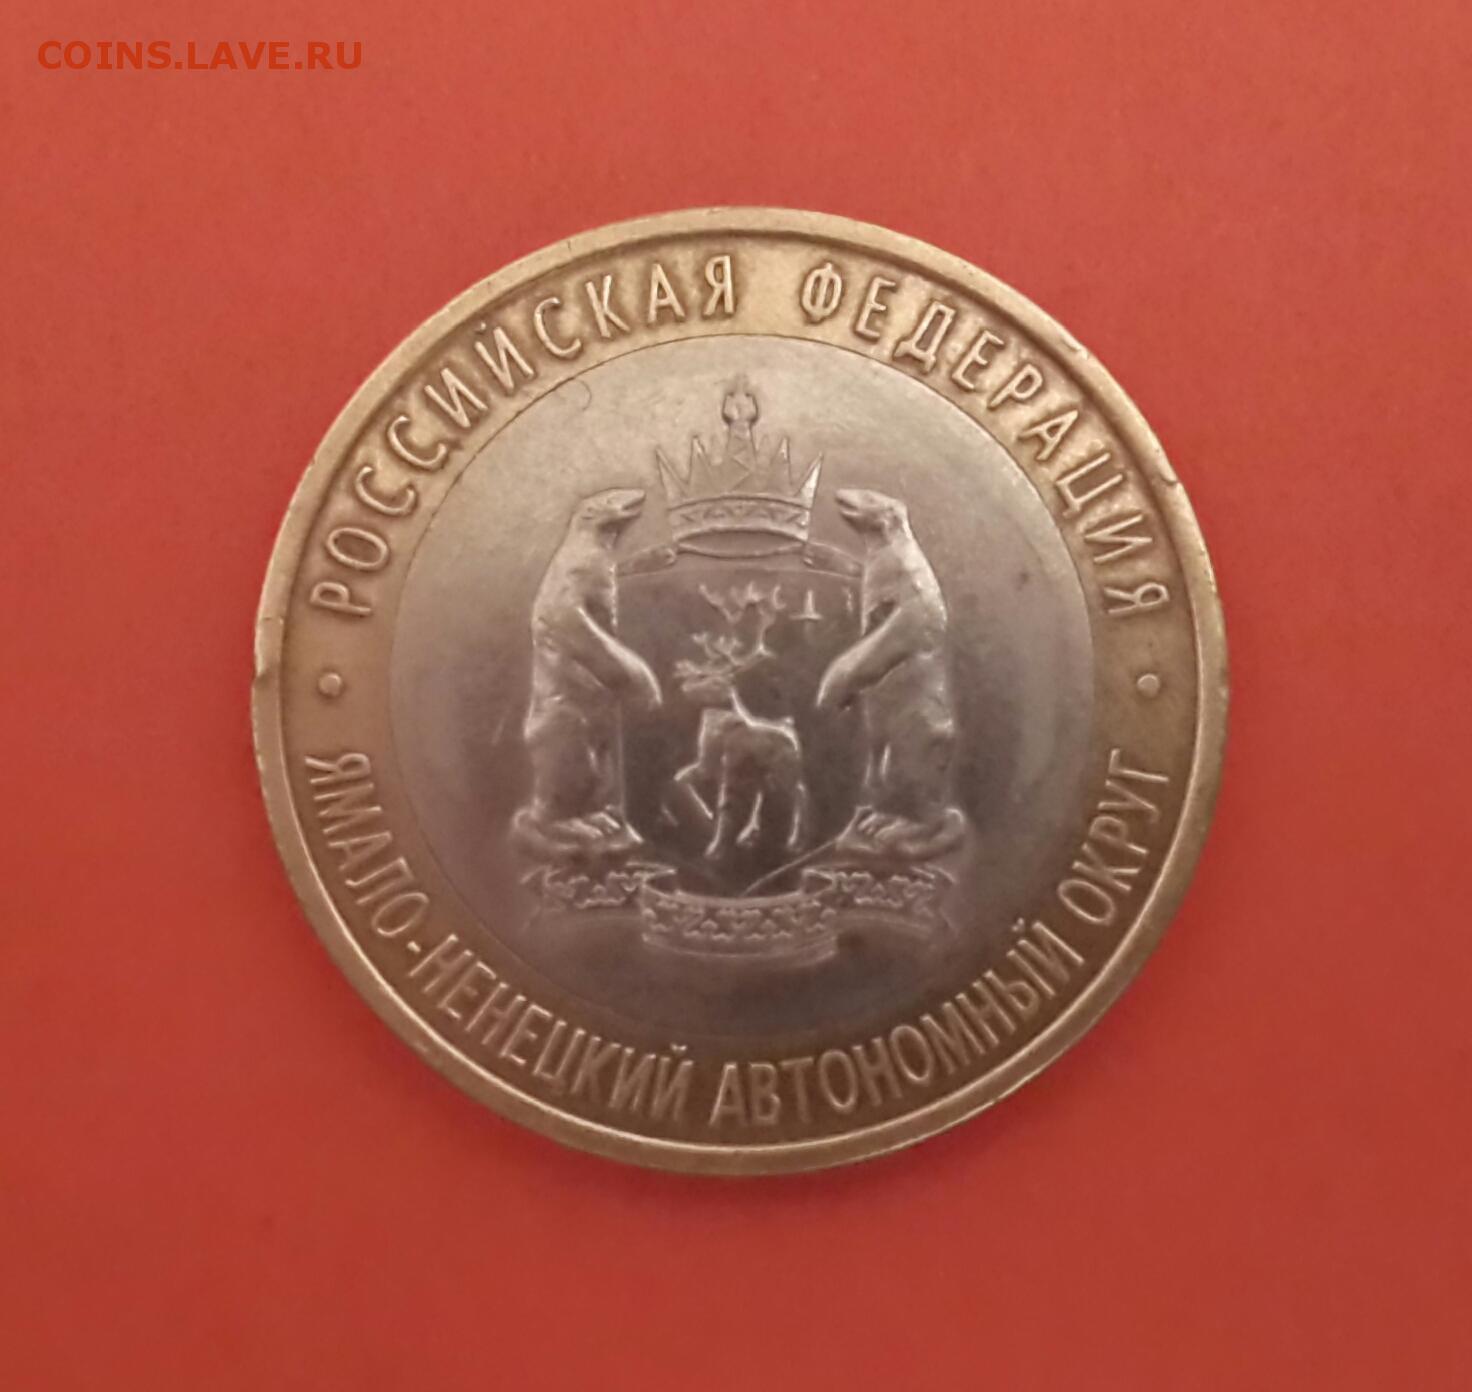 COINS.LAVE.RU
РОССИЙСКАЯ ФЕДЕРАЦИЯ
ЯМАЛО-НЕНЕЦКИЙ АВТОНОМНЫЙ ОКРУГ